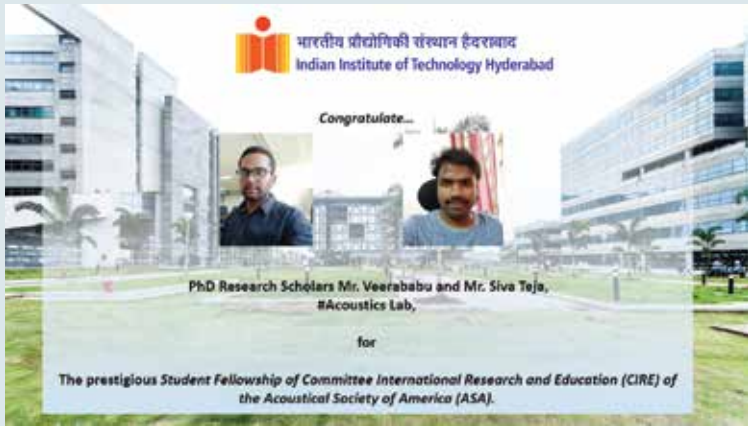 भारतीय प्रौद्योगिकी संस्थान हैदराबाद
Indian Institute of Technology Hyderabad
Congratulate...
PhD Research Scholars Mr. Veerababu and Mr. Siva Teja,
#Acoustics Lab,
for
The prestigious Student Fellowship of Committee International Research and Education (CIRE) of
the Acoustical Society of America (ASA).